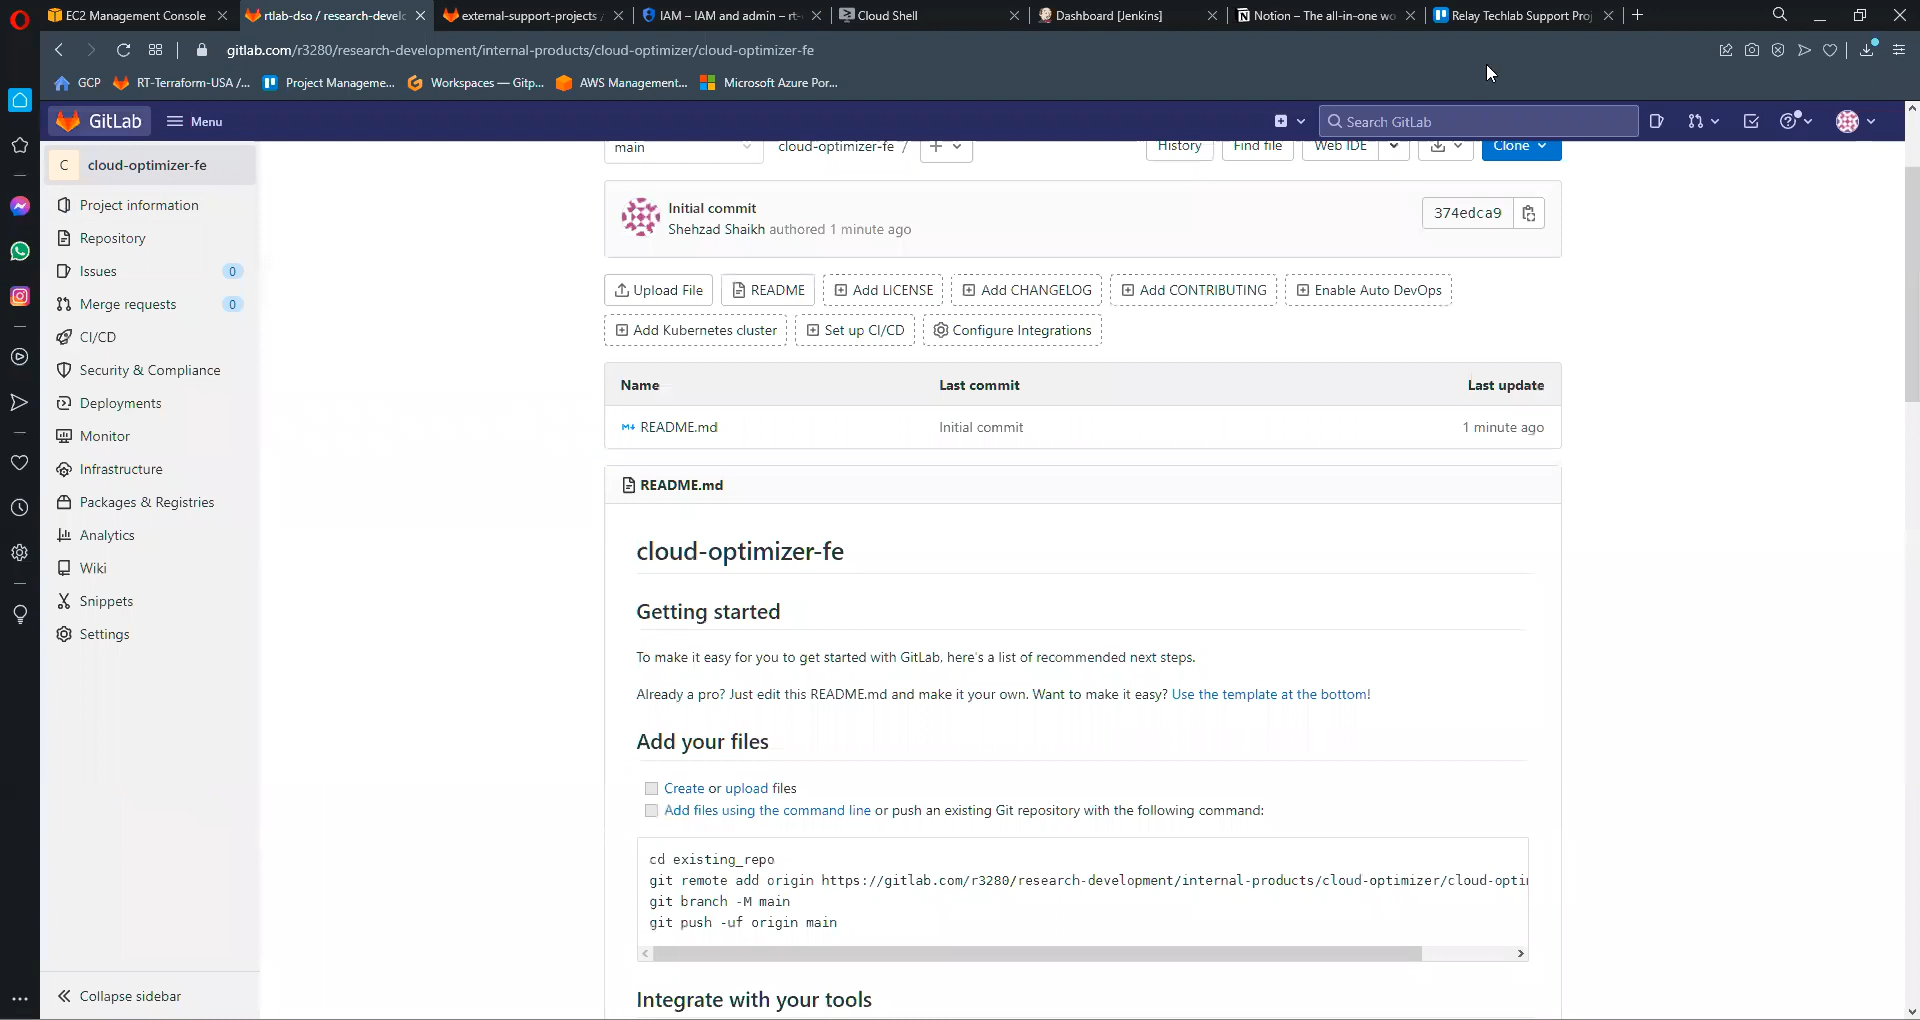 EC2 Management Console
rtlab-dso / research-develo
external-support-projects /
IAM – IAM and admin – rt-
Cloud Shell
Dashboard [Jenkins]
Notion – The all-in-one wo
Relay Techlab Support Proj
gitlab.com/r3280/research-development/internal-products/cloud-optimizer/cloud-optimizer-fe
GCP
RT-Terraform-USA /...
Project Manageme...
Workspaces — Gitp...
AWS Management...
Microsoft Azure Por...
GitLab
Menu
Search GitLab
C cloud-optimizer-fe
Project information
Repository
Issues 0
Merge requests 0
CI/CD
Security & Compliance
Deployments
Monitor
Infrastructure
Packages & Registries
Analytics
Wiki
Snippets
Settings
Collapse sidebar
main
cloud-optimizer-fe /
History
Find file
Web IDE
Clone
Initial commit
Shehzad Shaikh authored 1 minute ago
374edca9
Upload File
README
Add LICENSE
Add CHANGELOG
Add CONTRIBUTING
Enable Auto DevOps
Add Kubernetes cluster
Set up CI/CD
Configure Integrations
Name Last commit Last update
README.md Initial commit 1 minute ago
README.md
cloud-optimizer-fe
Getting started
To make it easy for you to get started with GitLab, here's a list of recommended next steps.
Already a pro? Just edit this README.md and make it your own. Want to make it easy? Use the template at the bottom!
Add your files
Create or upload files
Add files using the command line or push an existing Git repository with the following command:
cd existing_repo
git remote add origin https://gitlab.com/r3280/research-development/internal-products/cloud-optimizer/cloud-optim
git branch -M main
git push -uf origin main
Integrate with your tools